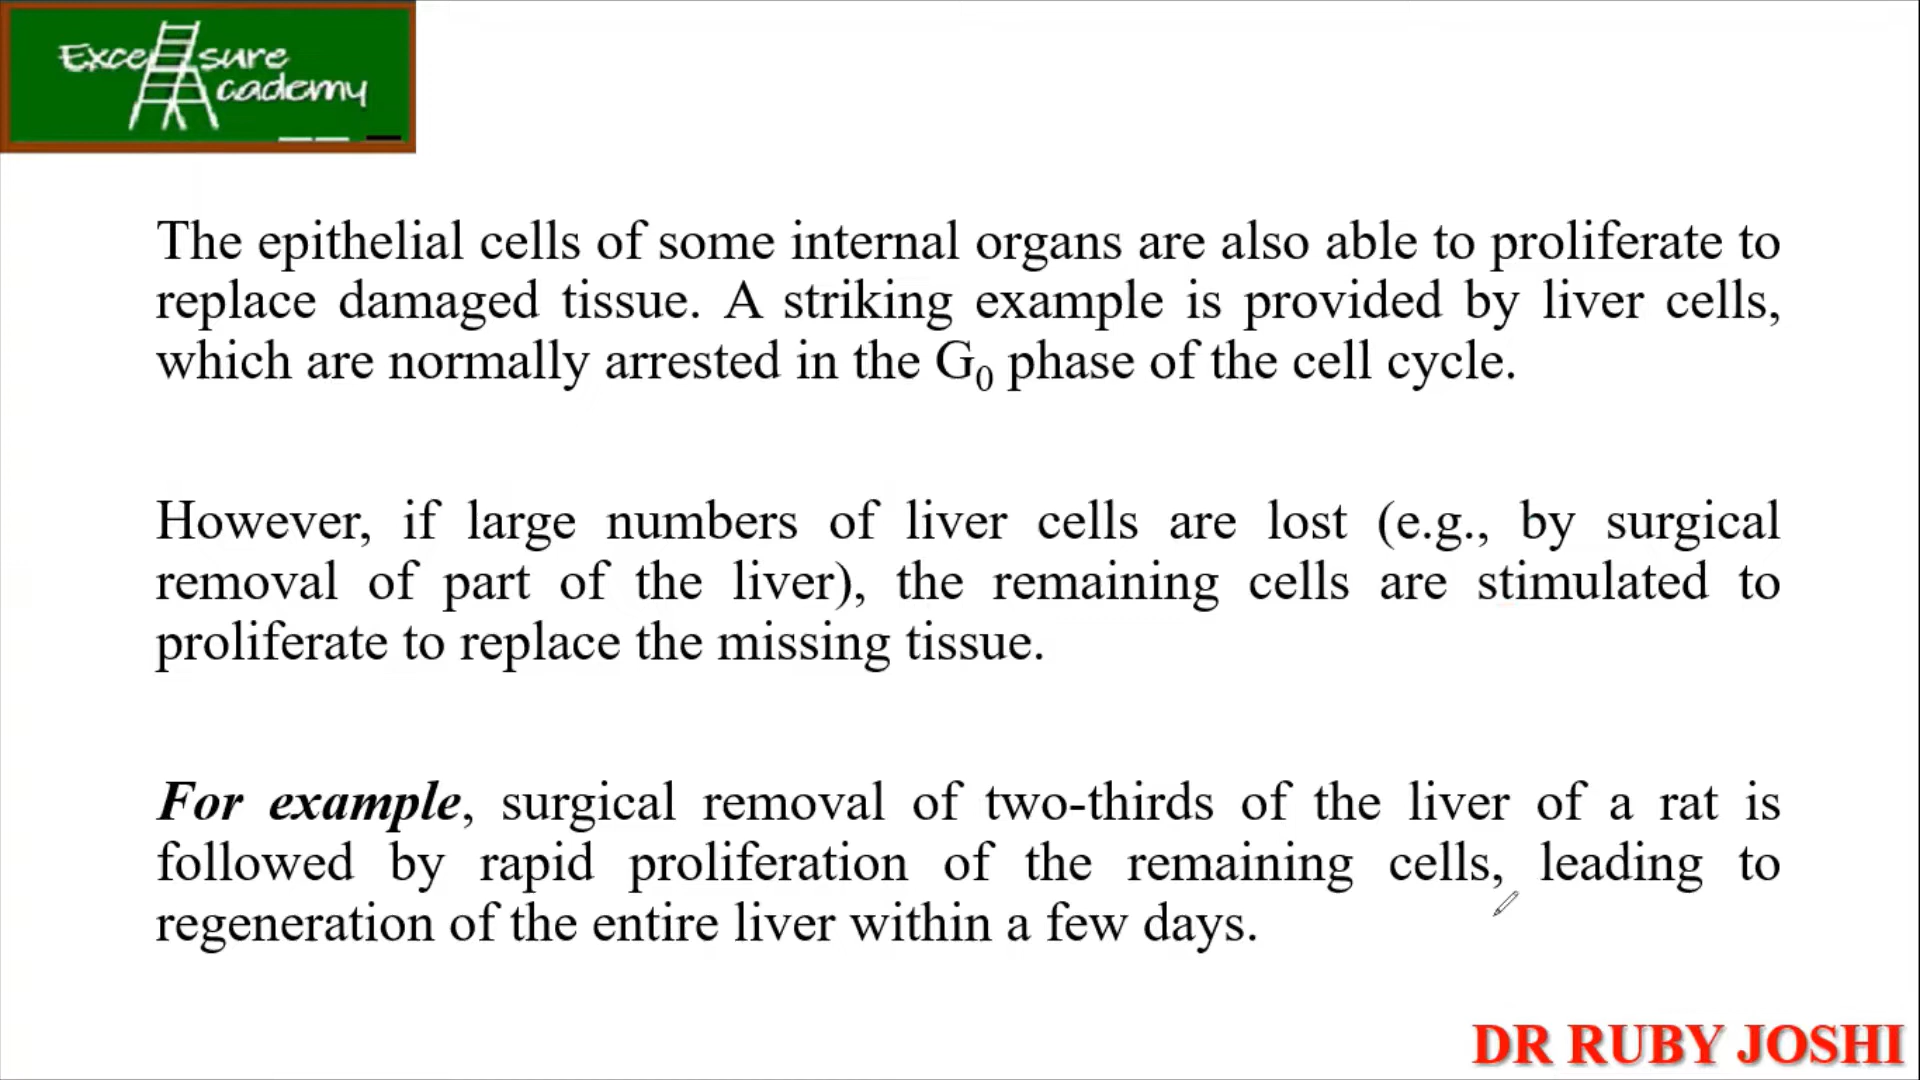 Excelsure
Academy
The epithelial cells of some internal organs are also able to proliferate to
replace damaged tissue. A striking example is provided by liver cells,
which are normally arrested in the G₀ phase of the cell cycle.
However, if large numbers of liver cells are lost (e.g., by surgical
removal of part of the liver), the remaining cells are stimulated to
proliferate to replace the missing tissue.
For example, surgical removal of two-thirds of the liver of a rat is
followed by rapid proliferation of the remaining cells, leading to
regeneration of the entire liver within a few days.
DR RUBY JOSHI